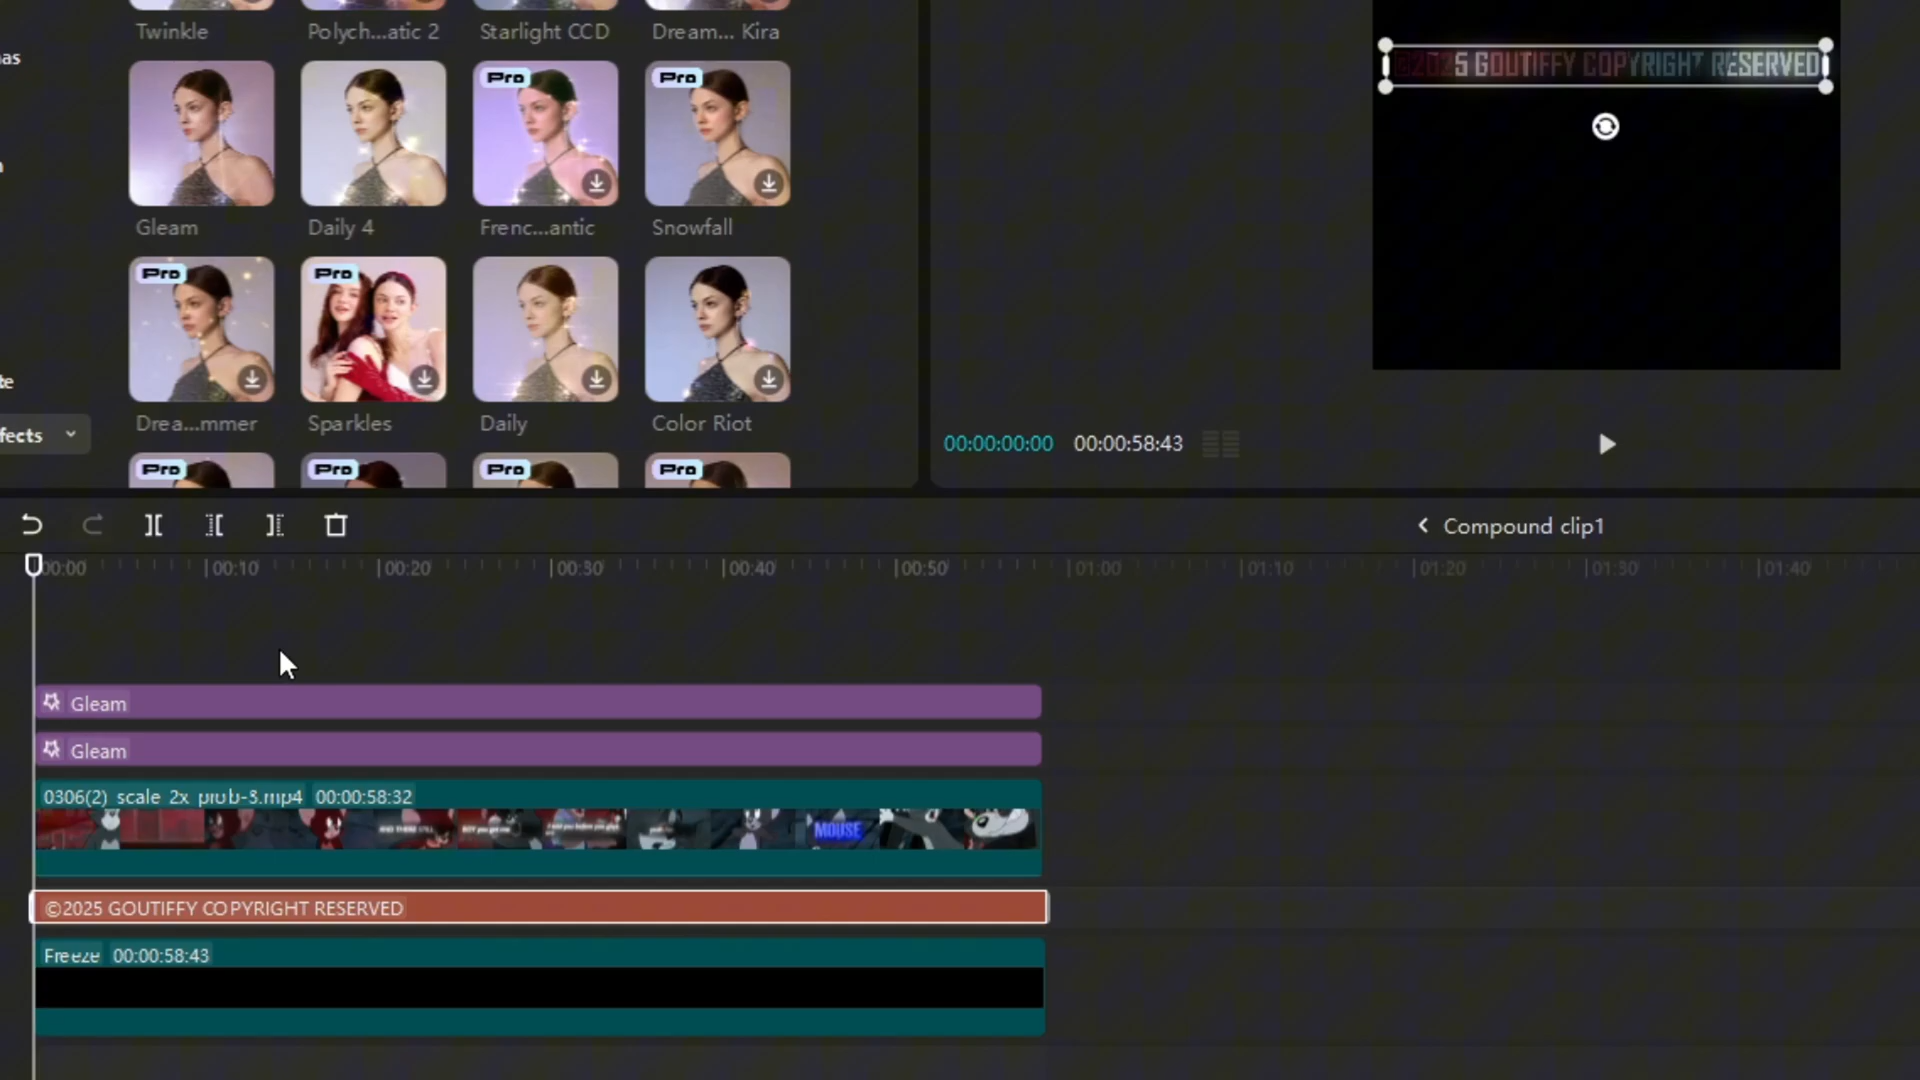 Twinkle
Polych...atic 2
Starlight CCD
Dream... Kira
as
Pro
Pro
Gleam
Daily 4
Frenc...antic
Snowfall
Pro
Pro
te
Drea...mmer
Sparkles
Daily
Color Riot
fects
Pro
Pro
Pro
Pro
©2025 GOUTIFFY COPYRIGHT RESERVED
00:00:00:00
00:00:58:43
Compound clip1
00:00
00:10
00:20
00:30
00:40
00:50
01:00
01:10
01:20
01:30
01:40
Gleam
Gleam
0306(2) scale 2x prob-3.mp4 00:00:58:32
MOUSE
©2025 GOUTIFFY COPYRIGHT RESERVED
Freeze 00:00:58:43